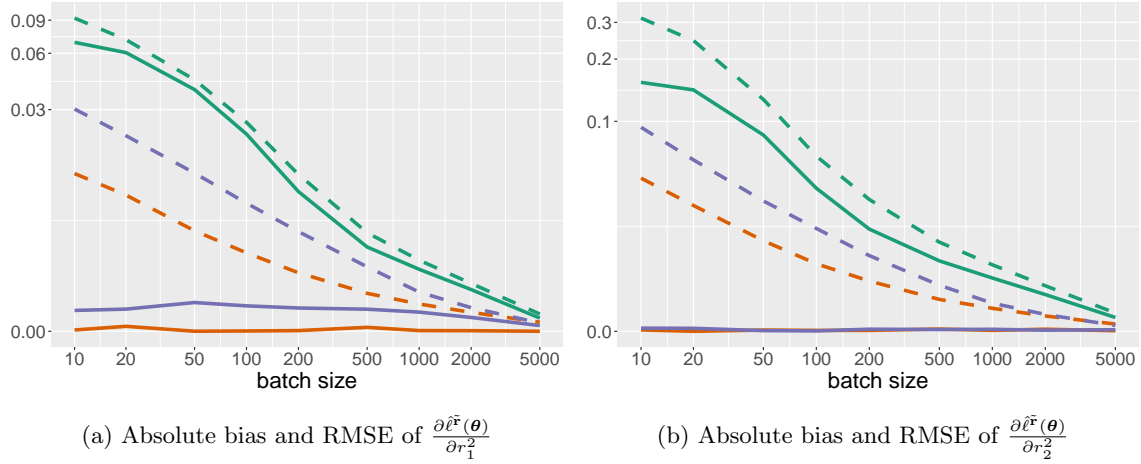 0.09
0.06
0.03
0.00
10 20 50 100 200 500 1000 2000 5000
batch size
0.3
0.2
0.1
0.0
10 20 50 100 200 500 1000 2000 5000
batch size
(a) Absolute bias and RMSE of $\frac{\partial \hat{\ell}^{\tilde{\mathbf{r}}}(\boldsymbol{\theta})}{\partial r_1^2}$
(b) Absolute bias and RMSE of $\frac{\partial \hat{\ell}^{\tilde{\mathbf{r}}}(\boldsymbol{\theta})}{\partial r_2^2}$